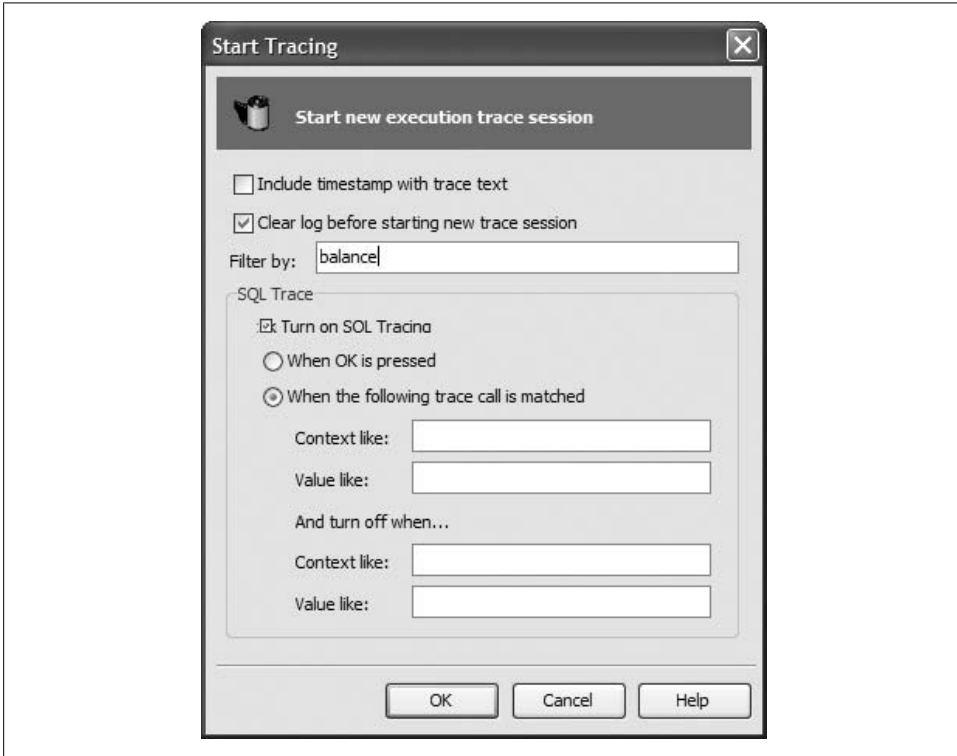 Start Tracing
Start new execution trace session
Include timestamp with trace text
Clear log before starting new trace session
Filter by: balance
SQL Trace
Turn on SQL Tracing
When OK is pressed
When the following trace call is matched
Context like:
Value like:
And turn off when...
Context like:
Value like:
OK Cancel Help